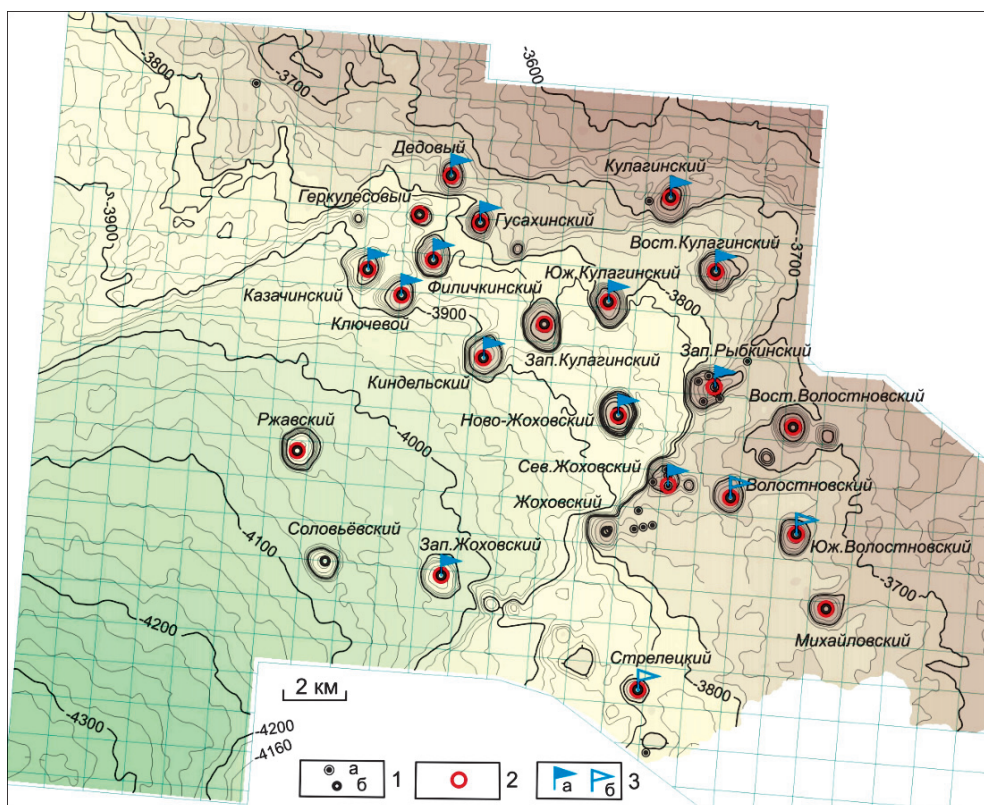 -3600
-3800
-3700
Дедовый
Кулагинский
Геркулесовый
Гусахинский
-3900
Вост.Кулагинский
-3700
Юж.Кулагинский
Филичкинский
Казачинский
-3800
Ключевой
-3900
Зап.Рыбкинский
Зап.Кулагинский
Киндельский
Вост.Волостновский
Ново-Жоховский
Ржавский
-4000
Сев.Жоховский
Волостновский
Жоховский
Соловьёвский
Зап.Жоховский
Юж.Волостновский
-4100
-3700
-4200
Михайловский
Стрелецкий
2 км
-3800
-4300
-4200
-4160
а
б
1
2
а
б
3